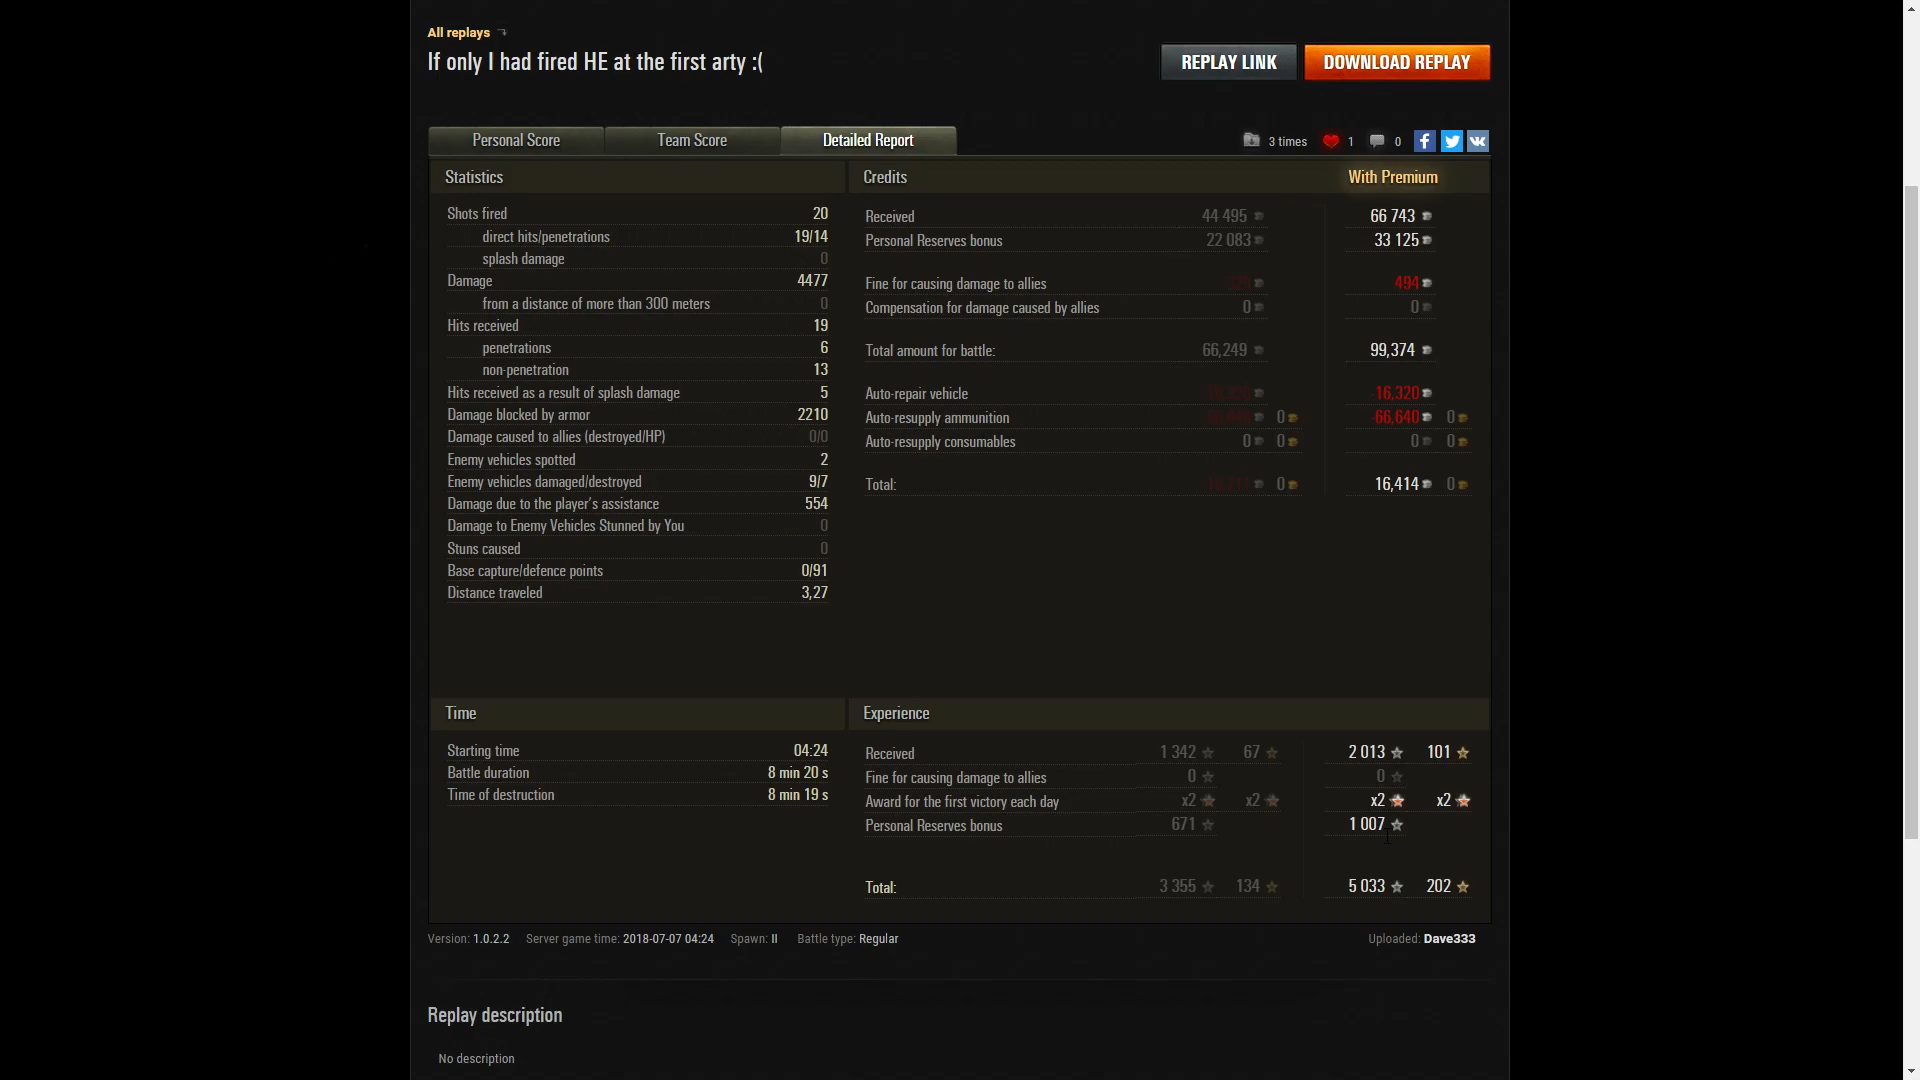 All replays
If only I had fired HE at the first arty :(
REPLAY LINK
DOWNLOAD REPLAY
Personal Score
Team Score
Detailed Report
3 times
1
0
Statistics
Shots fired 20
direct hits/penetrations 19/14
splash damage 0
Damage 4477
from a distance of more than 300 meters 0
Hits received 19
penetrations 6
non-penetration 13
Hits received as a result of splash damage 5
Damage blocked by armor 2210
Damage caused to allies (destroyed/HP) 0/0
Enemy vehicles spotted 2
Enemy vehicles damaged/destroyed 9/7
Damage due to the player's assistance 554
Damage to Enemy Vehicles Stunned by You 0
Stuns caused 0
Base capture/defence points 0/91
Distance traveled 3,27
Credits With Premium
Received 44 495 66 743
Personal Reserves bonus 22 083 33 125
Fine for causing damage to allies 494
Compensation for damage caused by allies 0 0
Total amount for battle: 66,249 99,374
Auto-repair vehicle -16,320
Auto-resupply ammunition 0 -66,640 0
Auto-resupply consumables 0 0 0 0
Total: 0 16,414 0
Time
Starting time 04:24
Battle duration 8 min 20 s
Time of destruction 8 min 19 s
Experience
Received 1 342 67 2 013 101
Fine for causing damage to allies 0 0
Award for the first victory each day x2 x2 x2 x2
Personal Reserves bonus 671 1 007
Total: 3 355 134 5 033 202
Version: 1.0.2.2 Server game time: 2018-07-07 04:24 Spawn: II Battle type: Regular Uploaded: Dave333
Replay description
No description